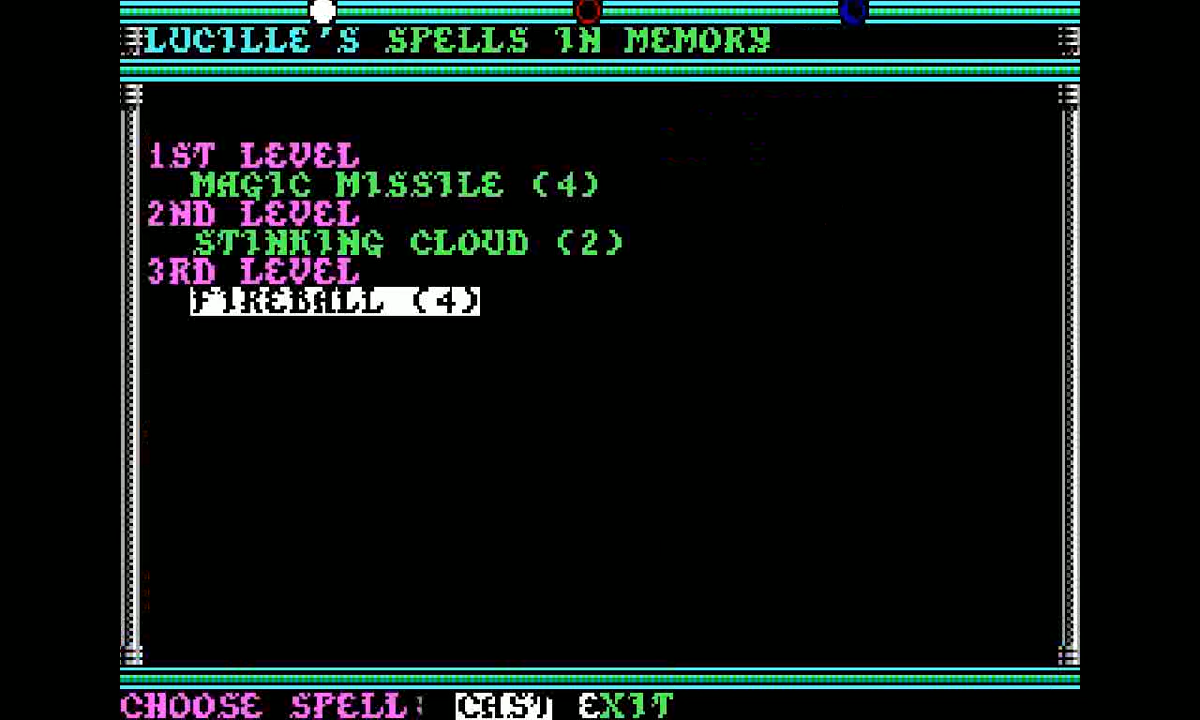 LUCILLE'S SPELLS IN MEMORY
1ST LEVEL
MAGIC MISSILE (4)
2ND LEVEL
STINKING CLOUD (2)
3RD LEVEL
FIREBALL (4)
CHOOSE SPELL: CAST EXIT